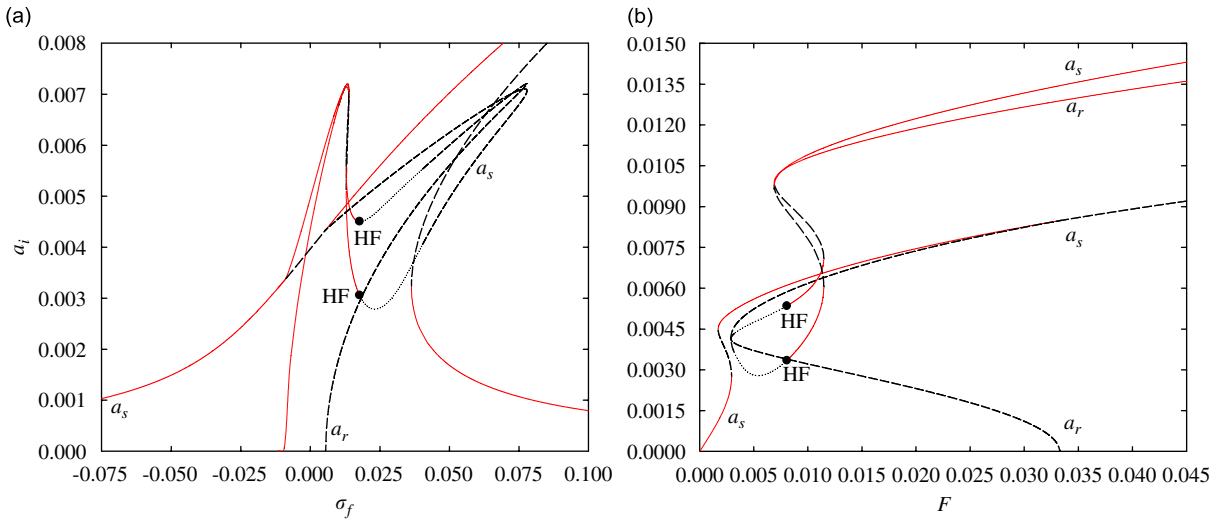 (a)
0.008
0.007
0.006
0.005
0.004
0.003
0.002
0.001
0.000
a_i
-0.075
-0.050
-0.025
0.000
0.025
0.050
0.075
0.100
σ_f
a_s
HF
HF
a_s
a_r
(b)
0.0150
0.0135
0.0120
0.0105
0.0090
0.0075
0.0060
0.0045
0.0030
0.0015
0.0000
0.000
0.005
0.010
0.015
0.020
0.025
0.030
0.035
0.040
0.045
F
a_s
a_r
a_s
HF
HF
a_s
a_r